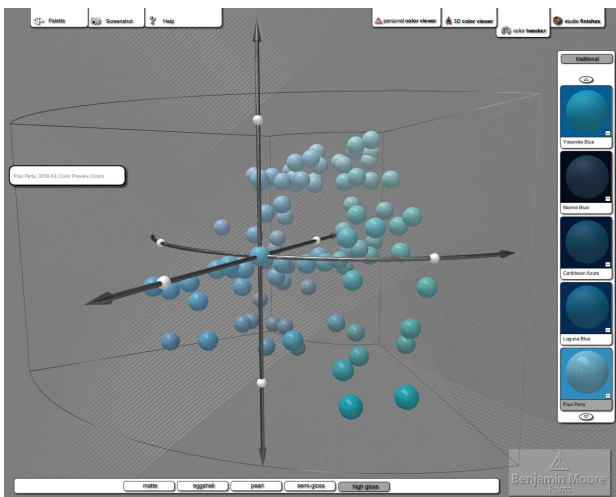 Palette
Screenshot
Help
personal color viewer
3D color viewer
color tweaker
studio finishes
traditional
Yosemite Blue
Pool Party, 2059-50, Color Preview Colors
Marine Blue
Caribbean Azure
Laguna Blue
Pool Party
matte
eggshell
pearl
semi-gloss
high gloss
Benjamin Moore
Paints